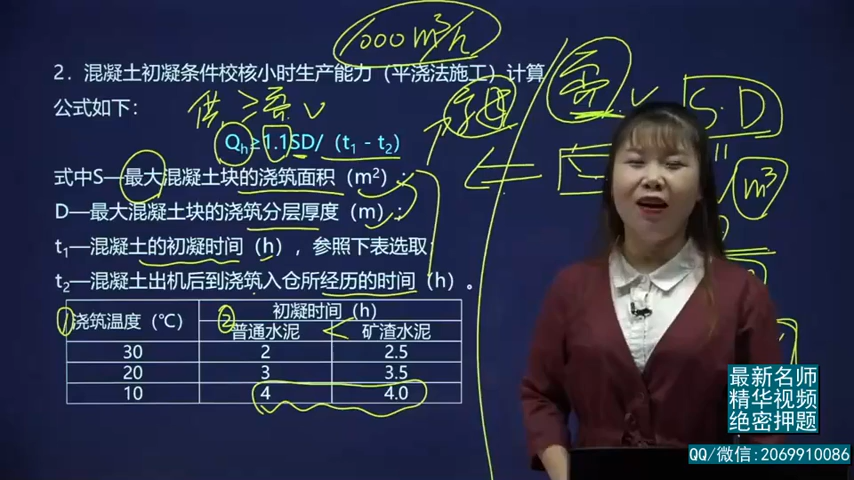 1000 m³/h
2．混凝土初凝条件校核小时生产能力（平浇法施工）计算
公式如下：
供 ≥ 需 ∨
Qh≥1.1SD/（t1 - t2）
S·D
m³
式中S—最大混凝土块的浇筑面积（m²）；
D—最大混凝土块的浇筑分层厚度（m）；
t1—混凝土的初凝时间（h），参照下表选取；
t2—混凝土出机后到浇筑入仓所经历的时间（h）。
浇筑温度（℃） 初凝时间（h）
1 2
普通水泥 < 矿渣水泥
30 2 2.5
20 3 3.5
10 4 4.0
最新名师
精华视频
绝密押题
QQ/微信:2069910086